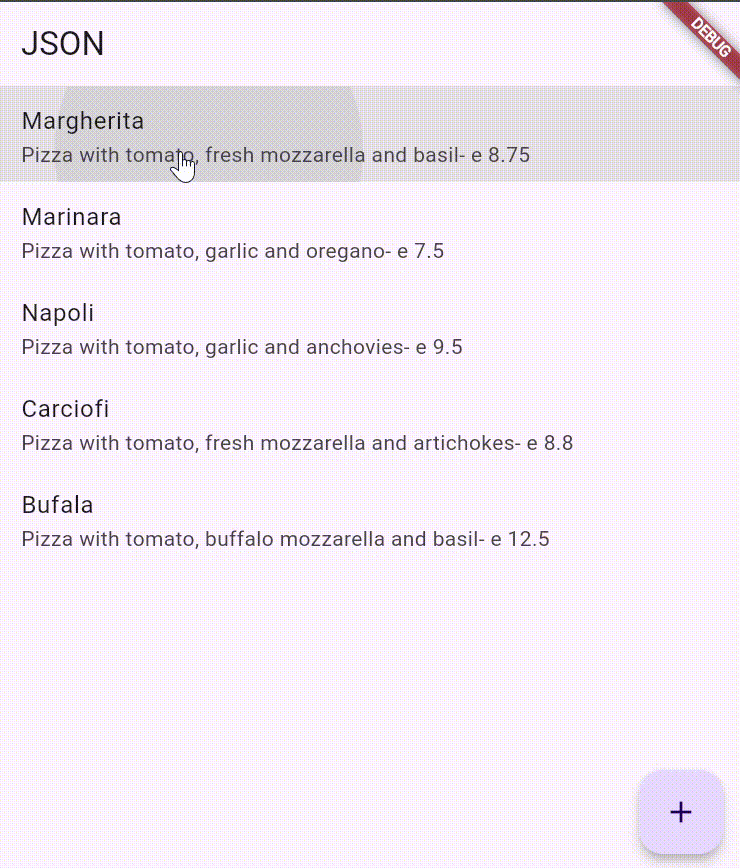 JSON
DEBUG
Margherita
Pizza with tomato, fresh mozzarella and basil- e 8.75
Marinara
Pizza with tomato, garlic and oregano- e 7.5
Napoli
Pizza with tomato, garlic and anchovies- e 9.5
Carciofi
Pizza with tomato, fresh mozzarella and artichokes- e 8.8
Bufala
Pizza with tomato, buffalo mozzarella and basil- e 12.5
+